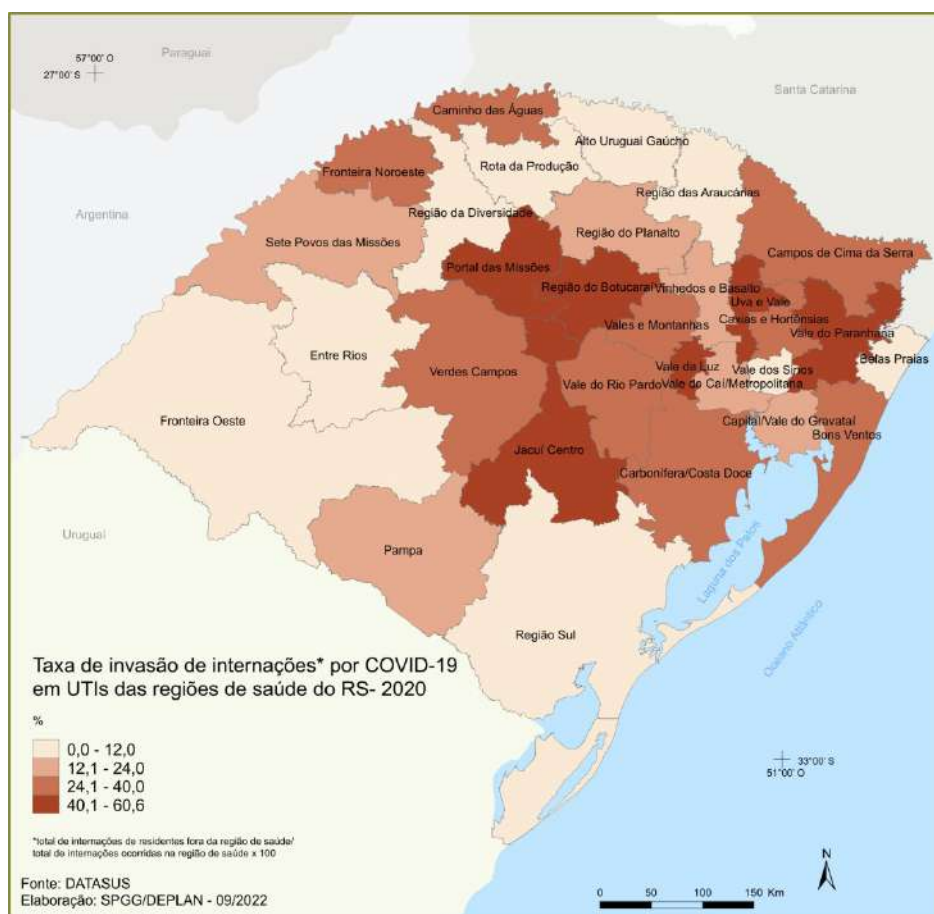 Paraguai
57°00' O
27°00' S
Santa Catarina
Caminho das Águas
Alto Uruguai Gaúcho
Rota da Produção
Fronteira Noroeste
Região das Araucárias
Argentina
Região da Diversidade
Sete Povos das Missões
Região do Planalto
Campos de Cima da Serra
Portal das Missões
Região do Botucaraí
Vinhedos e Basalto
Uva e Vale
Caxias e Hortênsias
Vales e Montanhas
Vale do Paranhana
Entre Rios
Belas Praias
Vale da Luz
Vale dos Sinos
Verdes Campos
Vale do Rio Pardo
Vale do Caí/Metropolitana
Fronteira Oeste
Capital/Vale do Gravataí
Bons Ventos
Jacuí Centro
Carbonífera/Costa Doce
Uruguai
Pampa
Laguna dos Patos
Região Sul
Oceano Atlântico
Taxa de invasão de internações* por COVID-19
em UTIs das regiões de saúde do RS- 2020
%
0,0 - 12,0
12,1 - 24,0
24,1 - 40,0
40,1 - 60,6
33°00' S
51°00' O
*total de internações de residentes fora da região de saúde/
total de internações ocorridas na região de saúde x 100
Fonte: DATASUS
Elaboração: SPGG/DEPLAN - 09/2022
N
0 50 100 150 Km